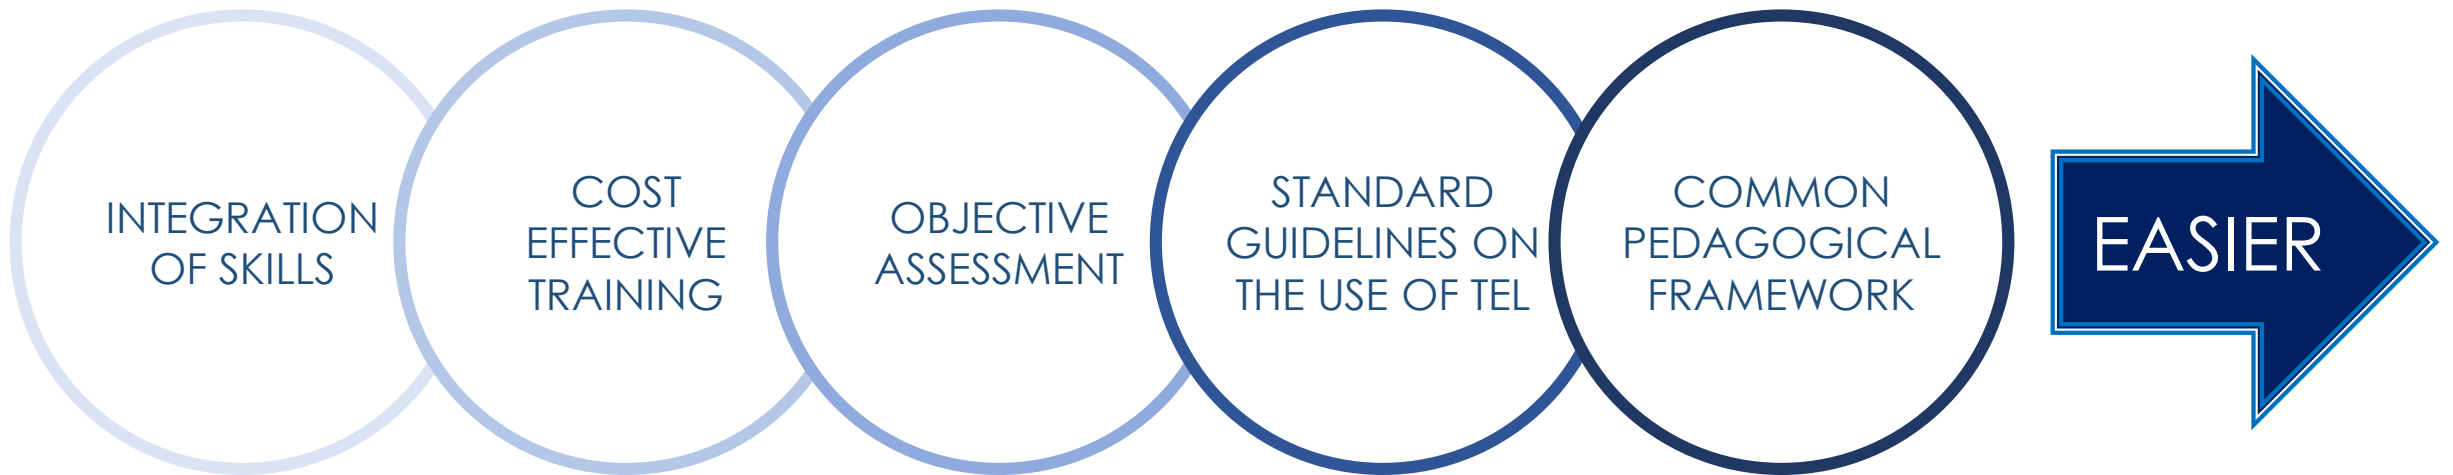 INTEGRATION
OF SKILLS
COST
EFFECTIVE
TRAINING
OBJECTIVE
ASSESSMENT
STANDARD
GUIDELINES ON
THE USE OF TEL
COMMON
PEDAGOGICAL
FRAMEWORK
EASIER